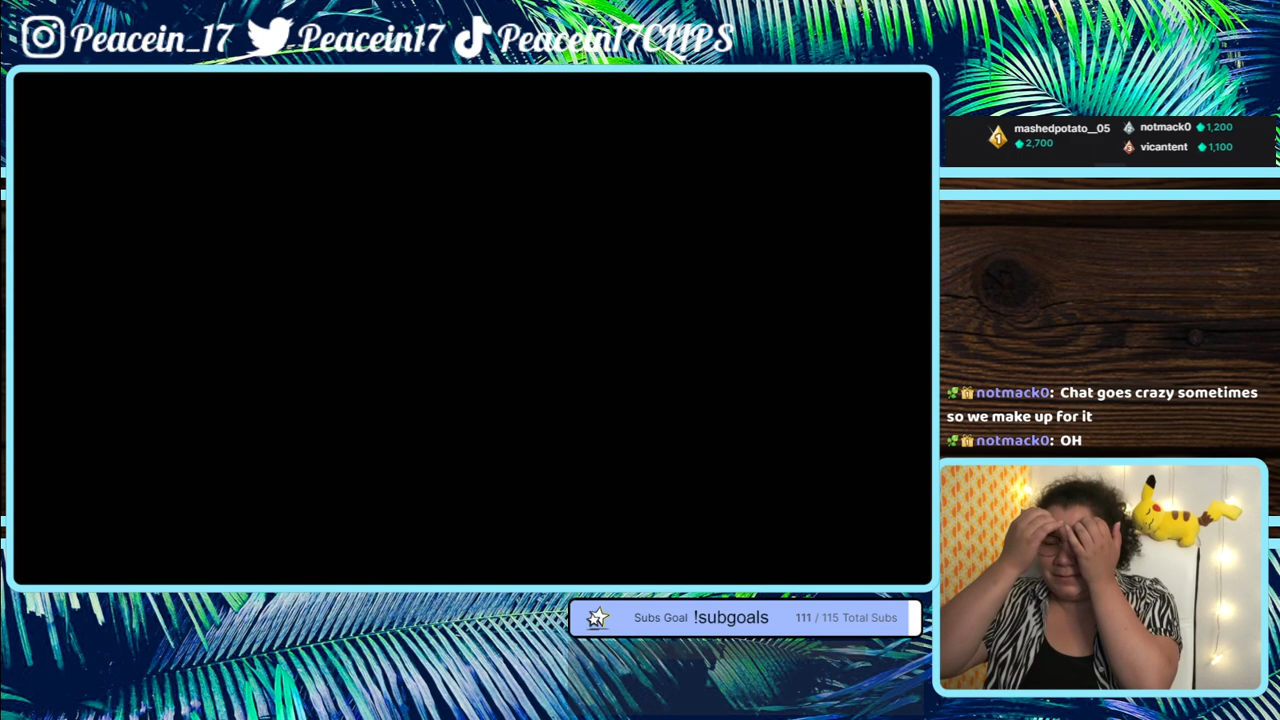 Peacein_17 Peacein17 Peacein17ClIPS
mashedpotato__05
2,700
notmack0 1,200
vicantent 1,100
notmack0: Chat goes crazy sometimes
so we make up for it
notmack0: OH
Subs Goal !subgoals 111 / 115 Total Subs